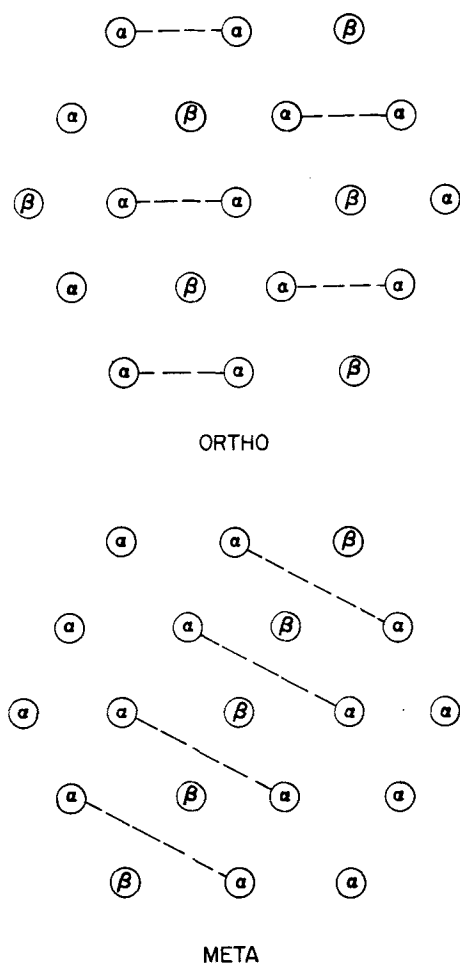 α α β
α β α α
β α α β α
α β α α
α α β
ORTHO
α α β
α α β α
α α β α α
α β α α
β α α
META